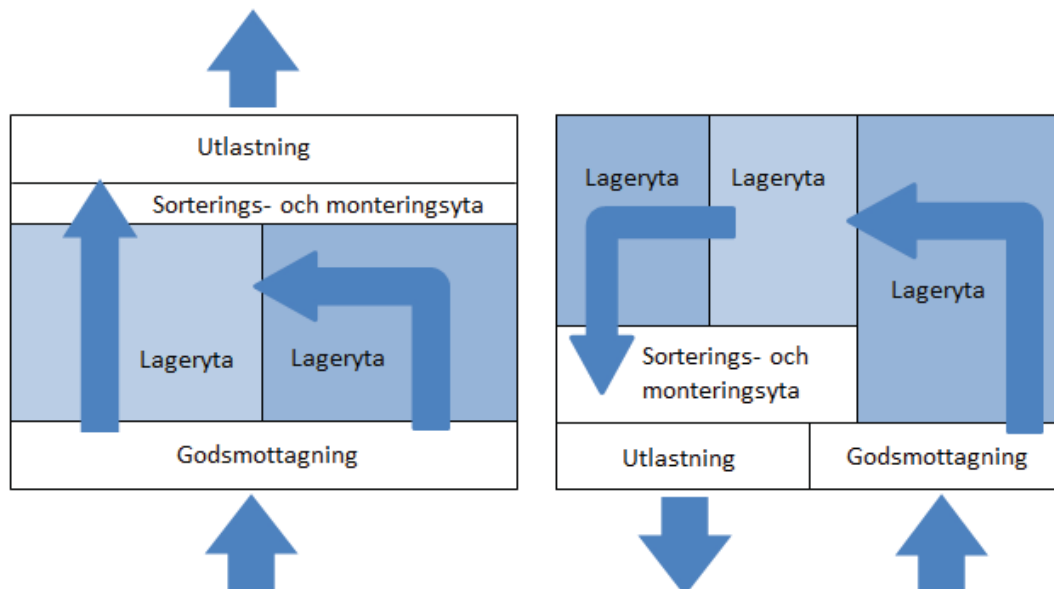 Utlastning
Sorterings- och monteringsyta
Lageryta
Lageryta
Godsmottagning
Lageryta
Lageryta
Lageryta
Sorterings- och
monteringsyta
Utlastning
Godsmottagning